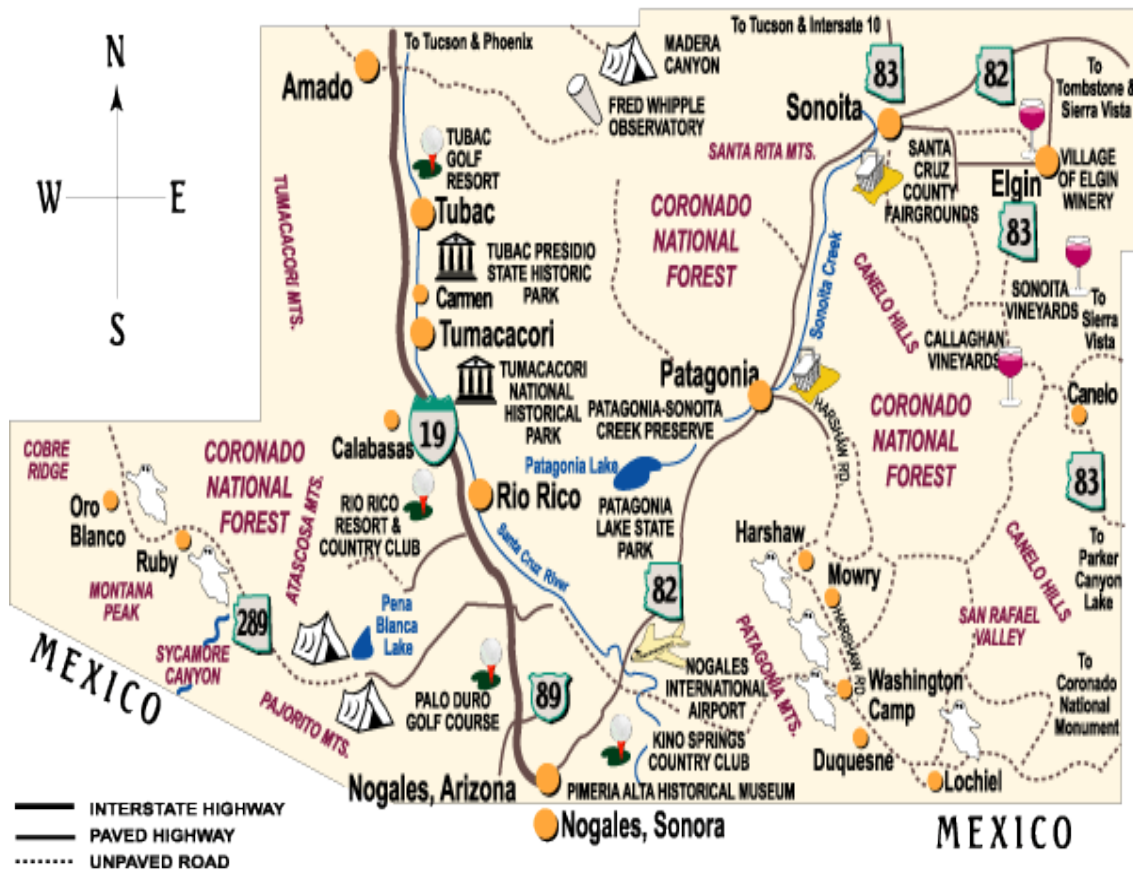 N
W
E
S
To Tucson & Phoenix
Amado
MADERA
CANYON
FRED WHIPPLE
OBSERVATORY
To Tucson & Intersate 10
83
82
To
Tombstone &
Sierra Vista
Sonoita
SANTA RITA MTS.
SANTA
CRUZ
COUNTY
FAIRGROUNDS
Elgin
VILLAGE
OF ELGIN
WINERY
83
TUBAC
GOLF
RESORT
TUMACACORI MTS.
Tubac
TUBAC PRESIDIO
STATE HISTORIC
PARK
Carmen
Tumacacori
TUMACACORI
NATIONAL
HISTORICAL
PARK
CORONADO
NATIONAL
FOREST
Sonoita Creek
CANELO HILLS
SONOITA
VINEYARDS
To
Sierra
Vista
CALLAGHAN
VINEYARDS
Patagonia
PATAGONIA-SONOITA
CREEK PRESERVE
HARSHAW RD.
CORONADO
NATIONAL
FOREST
Canelo
83
To
Parker
Canyon
Lake
CANELO HILLS
Calabasas
19
COBRE
RIDGE
CORONADO
NATIONAL
FOREST
Oro
Blanco
Ruby
ATASCOSA MTS.
RIO RICO
RESORT &
COUNTRY CLUB
Rio Rico
Santa Cruz River
Patagonia Lake
PATAGONIA
LAKE STATE
PARK
82
Harshaw
Mowry
HARSHAW RD.
SAN RAFAEL
VALLEY
MONTANA
PEAK
289
SYCAMORE
CANYON
Pena
Blanca
Lake
PAJORITO MTS.
PALO DURO
GOLF COURSE
89
NOGALES
INTERNATIONAL
AIRPORT
PATAGONIA MTS.
Washington
Camp
Duquesne
To
Coronado
National
Monument
KINO SPRINGS
COUNTRY CLUB
Lochiel
MEXICO
Nogales, Arizona
PIMERIA ALTA HISTORICAL MUSEUM
Nogales, Sonora
MEXICO
INTERSTATE HIGHWAY
PAVED HIGHWAY
UNPAVED ROAD